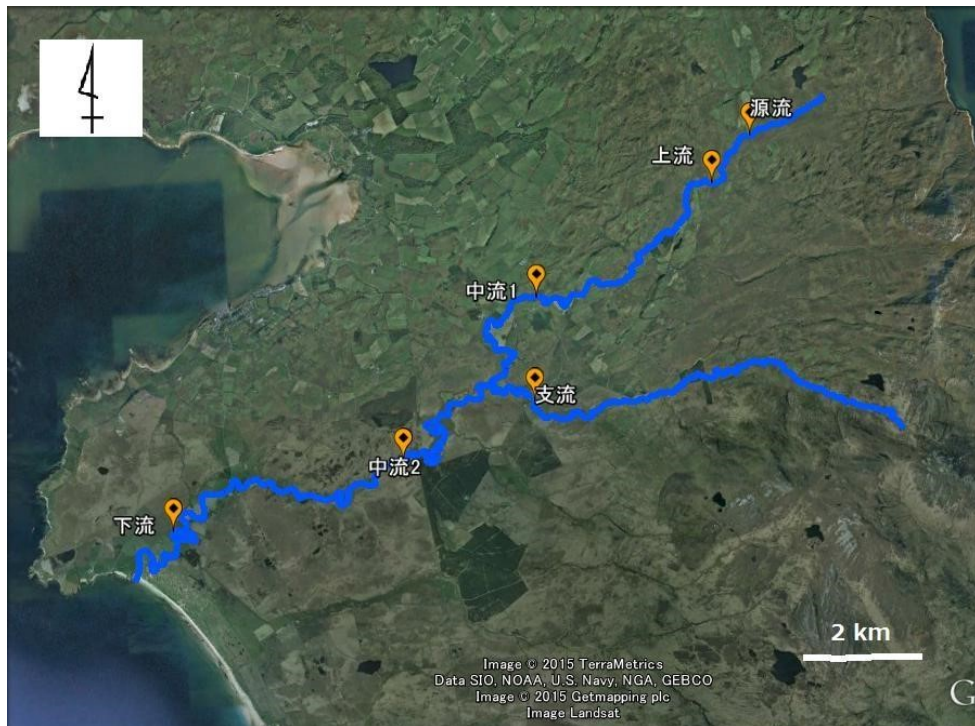 源流
上流
中流1
支流
中流2
下流
2 km
Image © 2015 TerraMetrics
Data SIO, NOAA, U.S. Navy, NGA, GEBCO
Image © 2015 Getmapping plc
Image Landsat
G